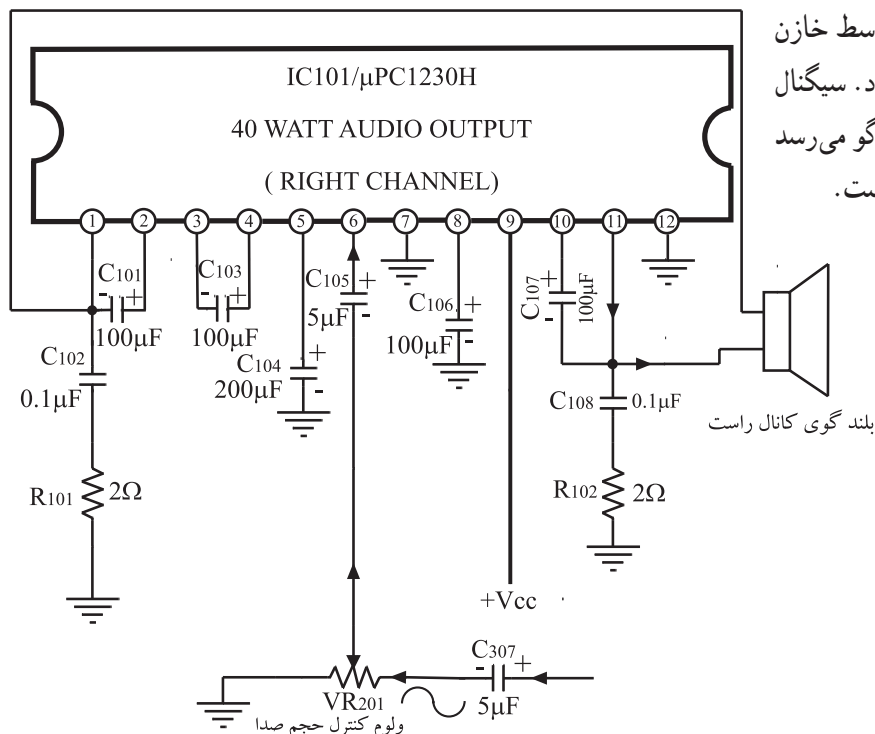 سط خازن
د. سیگنال
گو می‌رسد
ست.
IC101/μPC1230H
40 WATT AUDIO OUTPUT
( RIGHT CHANNEL)
1 2 3 4 5 6 7 8 9 10 11 12
C101
- +
100μF
C103
- +
100μF
C105
+
5μF
-
C106
+
100μF
-
C107
+
100μF
-
C102
0.1μF
C104
+
200μF
-
C108
0.1μF
بلند گوی کانال راست
R101
2Ω
R102
2Ω
+Vcc
C307
- +
5μF
VR201
ولوم کنترل حجم صدا